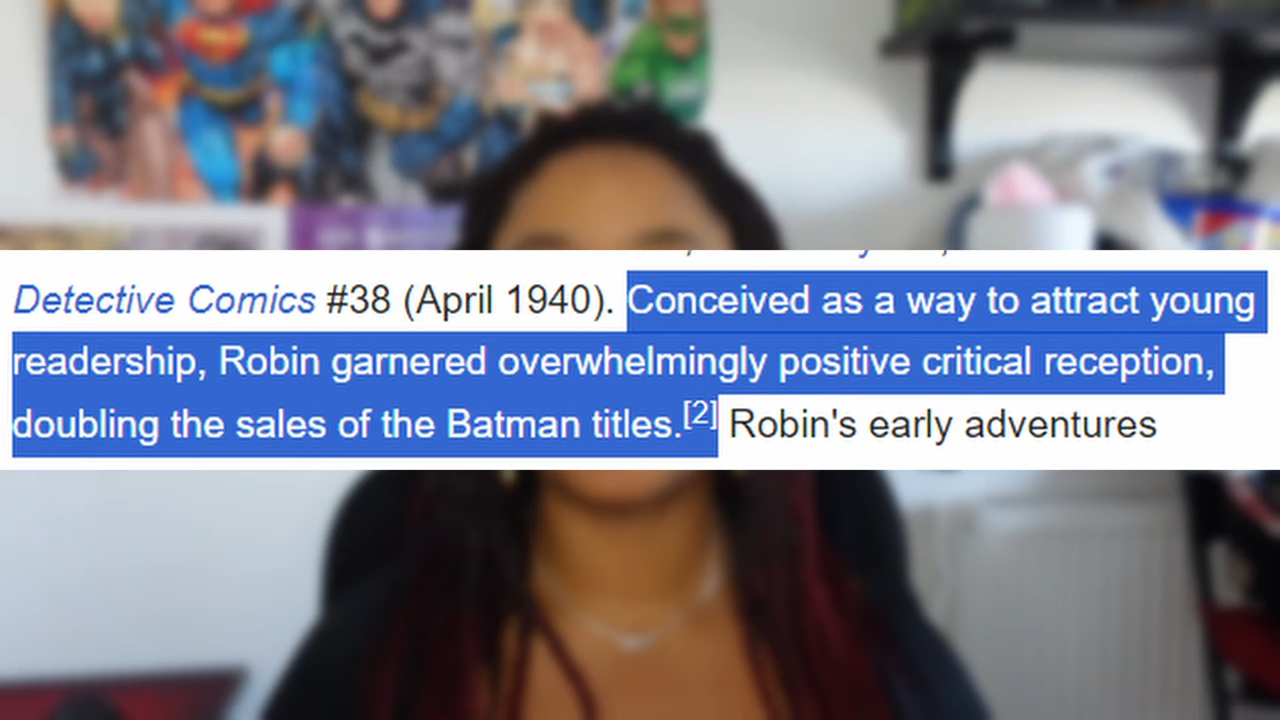 Detective Comics #38 (April 1940). Conceived as a way to attract young
readership, Robin garnered overwhelmingly positive critical reception,
doubling the sales of the Batman titles.[2] Robin's early adventures